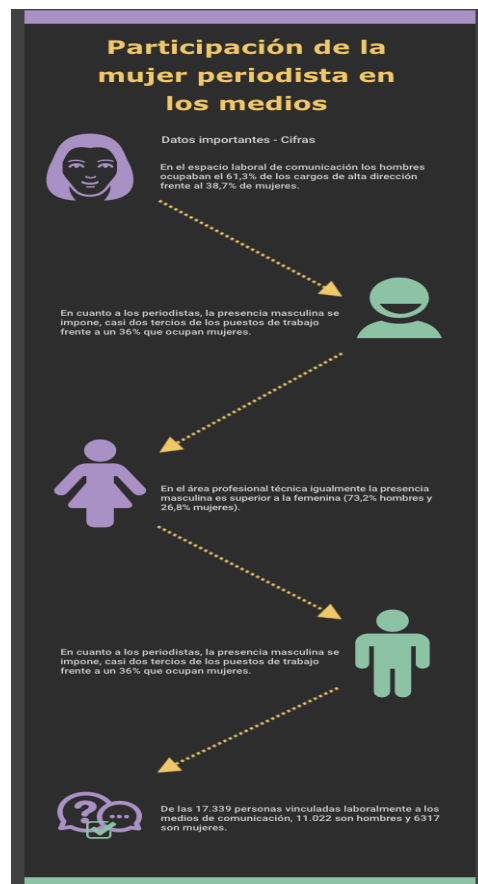 Participación de la
mujer periodista en
los medios
Datos importantes - Cifras
En el espacio laboral de comunicación los hombres
ocupaban el 61,3% de los cargos de alta dirección
frente al 38,7% de mujeres.
En cuanto a los periodistas, la presencia masculina se
impone, casi dos tercios de los puestos de trabajo
frente a un 36% que ocupan mujeres.
En el área profesional técnica igualmente la presencia
masculina es superior a la femenina (73,2% hombres y
26,8% mujeres).
En cuanto a los periodistas, la presencia masculina se
impone, casi dos tercios de los puestos de trabajo
frente a un 36% que ocupan mujeres.
De las 17.339 personas vinculadas laboralmente a los
medios de comunicación, 11.022 son hombres y 6317
son mujeres.